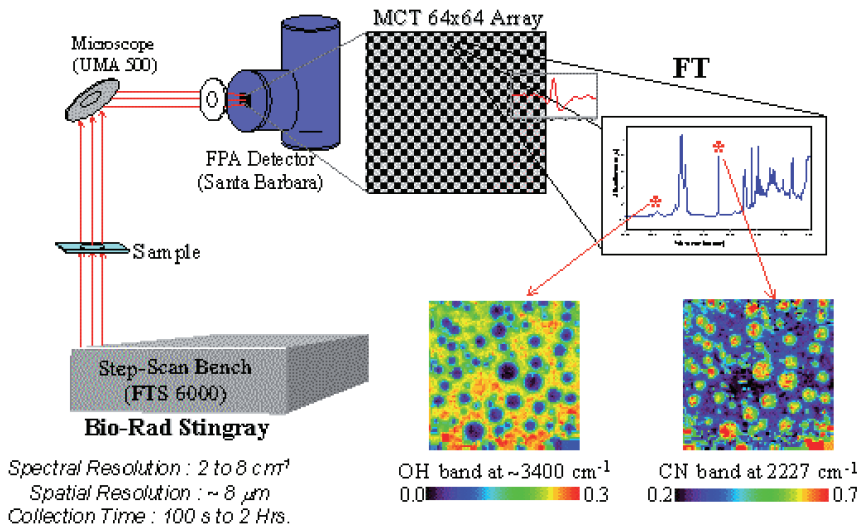 MCT 64x64 Array
Microscope
(UMA 500)
FT
FPA Detector
(Santa Barbara)
Sample
Step-Scan Bench
(FTS 6000)
Bio-Rad Stingray
Spectral Resolution : 2 to 8 cm⁻¹
Spatial Resolution : ~ 8 µm
Collection Time : 100 s to 2 Hrs.
OH band at ~3400 cm⁻¹
0.0 0.3
CN band at 2227 cm⁻¹
0.2 0.7